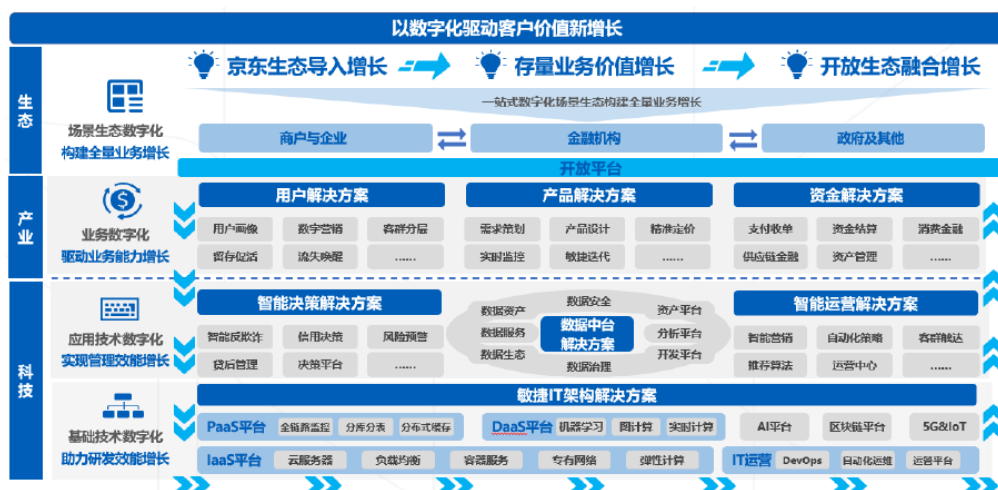 以数字化驱动客户价值新增长
生态
场景生态数字化
构建全量业务增长
京东生态导入增长
存量业务价值增长
开放生态融合增长
一站式数字化场景生态构建全量业务增长
商户与企业
金融机构
政府及其他
开放平台
产业
业务数字化
驱动业务能力增长
用户解决方案
产品解决方案
资金解决方案
用户画像 数字营销 客群分层
需求策划 产品设计 精准定价
支付收单 资金结算 消费金融
留存促活 流失唤醒 ......
实时监控 敏捷迭代 ......
供应链金融 资产管理 ......
科技
应用技术数字化
实现管理效能增长
智能决策解决方案
智能反欺诈 信用决策 风险预警
贷后管理 决策平台 ......
数据安全
数据资产 资产平台
数据服务 分析平台
数据中台
解决方案
数据生态 开发平台
数据治理
智能运营解决方案
智能营销 自动化策略 客群触达
推荐算法 运营中心 ......
基础技术数字化
助力研发效能增长
敏捷IT架构解决方案
PaaS平台 全链路监控 分库分表 分布式缓存
DaaS平台 机器学习 图计算 实时计算
AI平台 区块链平台 5G&IoT
IaaS平台 云服务器 负载均衡 容器服务 专有网络 弹性计算
IT运营 DevOps 自动化运维 运营平台